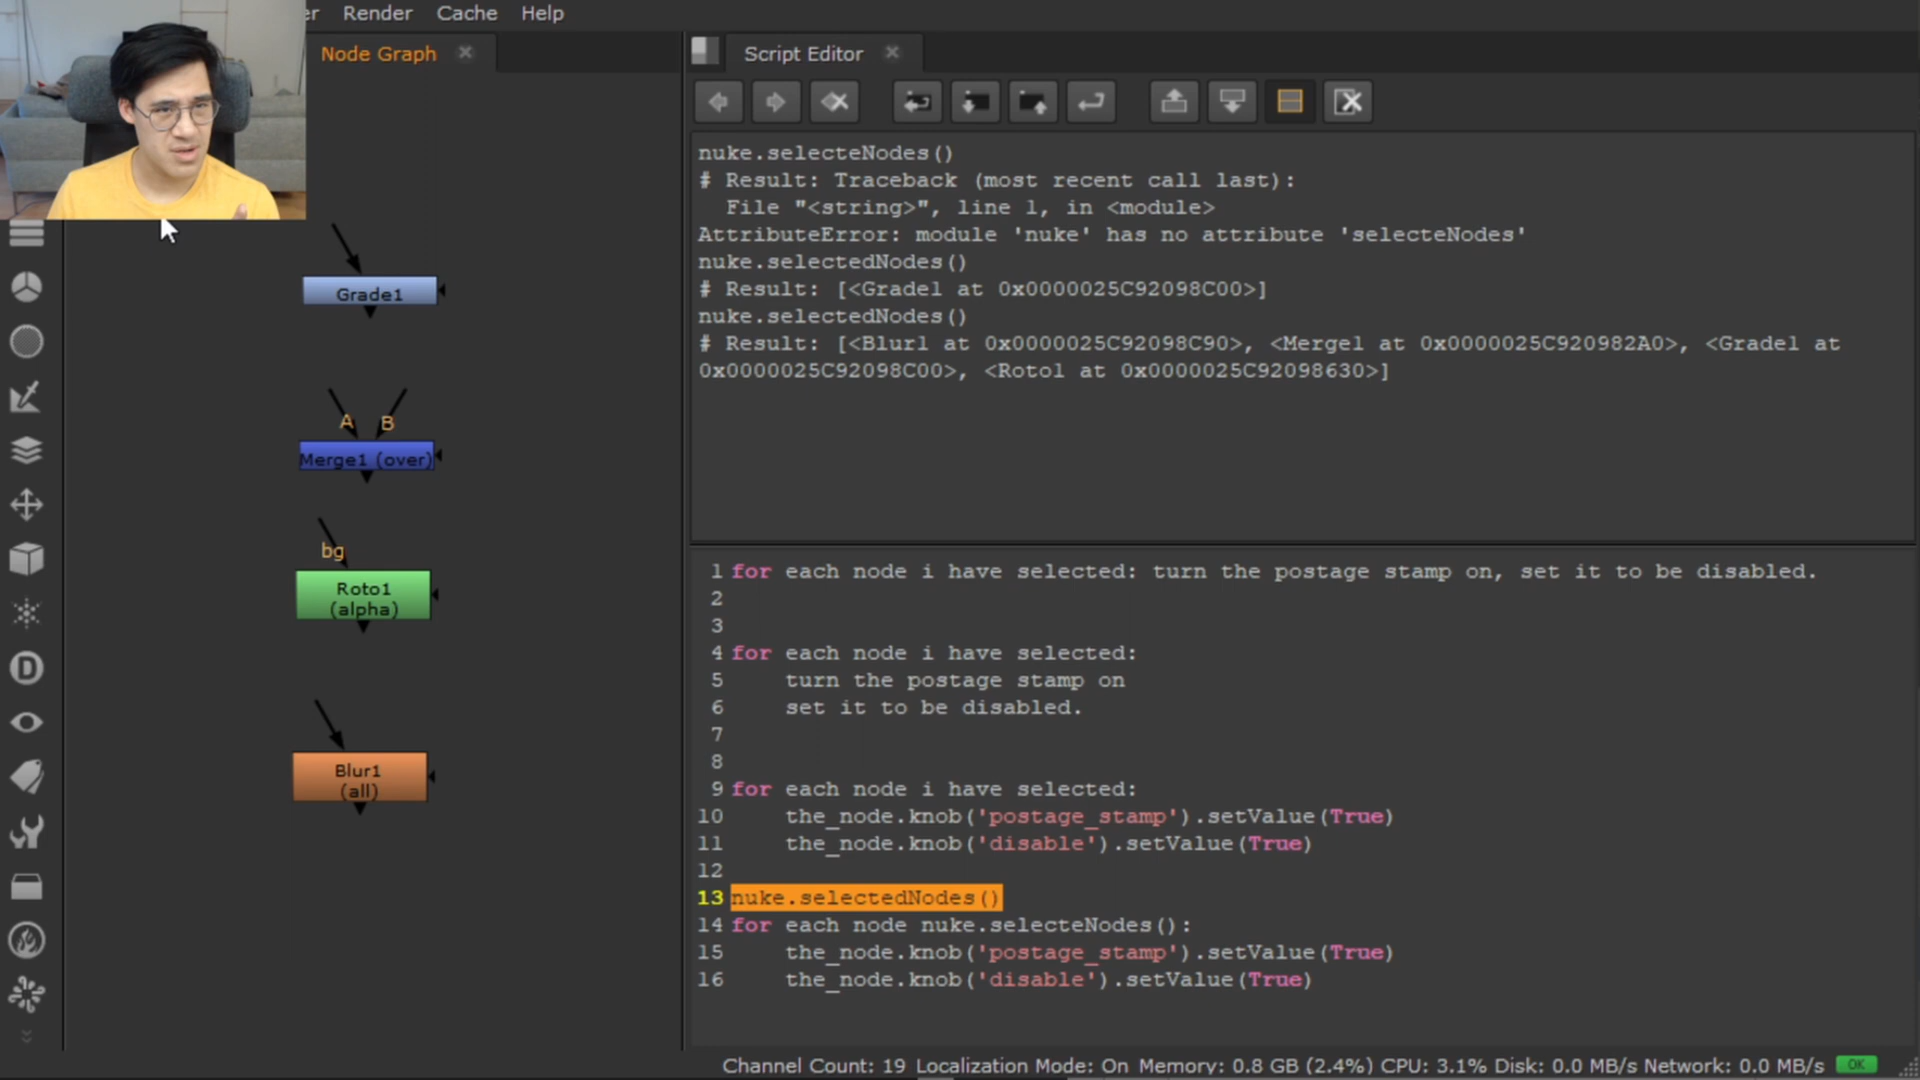 er Render Cache Help
Node Graph
Script Editor
nuke.selecteNodes()
# Result: Traceback (most recent call last):
File "<string>", line 1, in <module>
AttributeError: module 'nuke' has no attribute 'selecteNodes'
nuke.selectedNodes()
# Result: [<Grade1 at 0x0000025C92098C00>]
nuke.selectedNodes()
# Result: [<Blur1 at 0x0000025C92098C90>, <Merge1 at 0x0000025C920982A0>, <Grade1 at
0x0000025C92098C00>, <Roto1 at 0x0000025C92098630>]
Grade1
A B
Merge1 (over)
bg
Roto1
(alpha)
Blur1
(all)
D
1 for each node i have selected: turn the postage stamp on, set it to be disabled.
2
3
4 for each node i have selected:
5 turn the postage stamp on
6 set it to be disabled.
7
8
9 for each node i have selected:
10 the_node.knob('postage_stamp').setValue(True)
11 the_node.knob('disable').setValue(True)
12
13 nuke.selectedNodes()
14 for each node nuke.selecteNodes():
15 the_node.knob('postage_stamp').setValue(True)
16 the_node.knob('disable').setValue(True)
Channel Count: 19 Localization Mode: On Memory: 0.8 GB (2.4%) CPU: 3.1% Disk: 0.0 MB/s Network: 0.0 MB/s OK